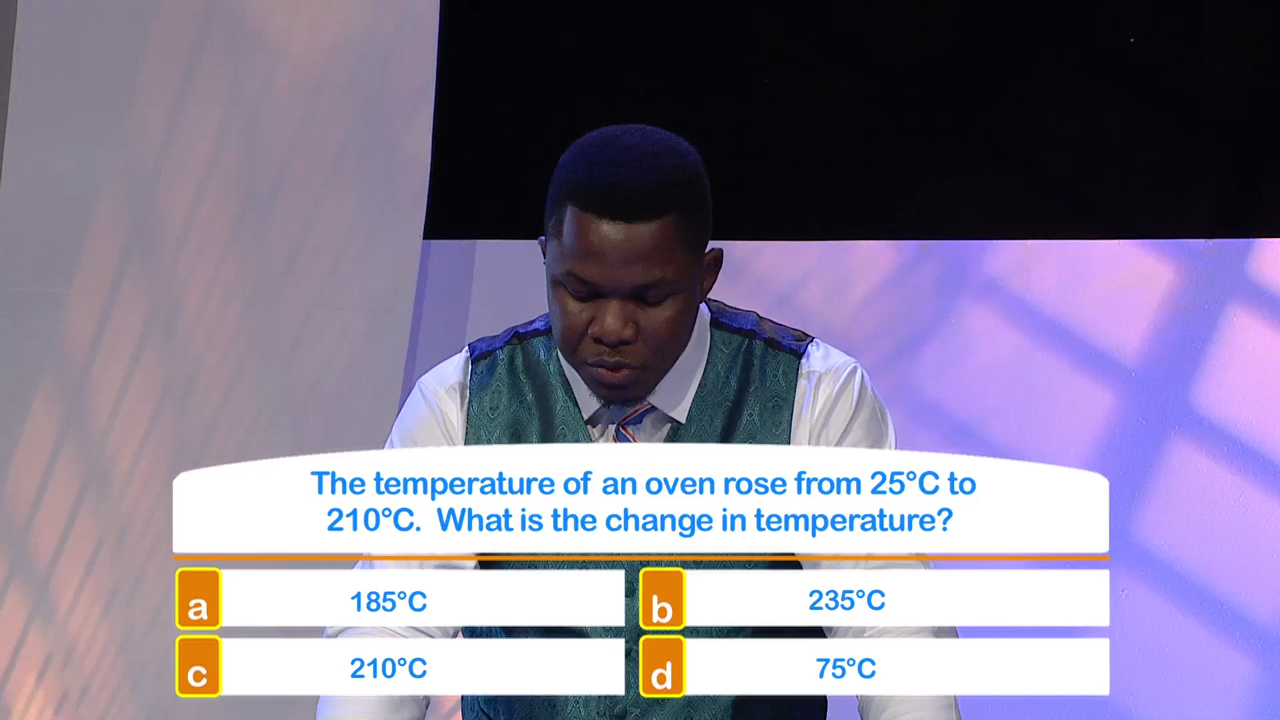 The temperature of an oven rose from 25°C to
210°C. What is the change in temperature?
a 185°C
b 235°C
c 210°C
d 75°C